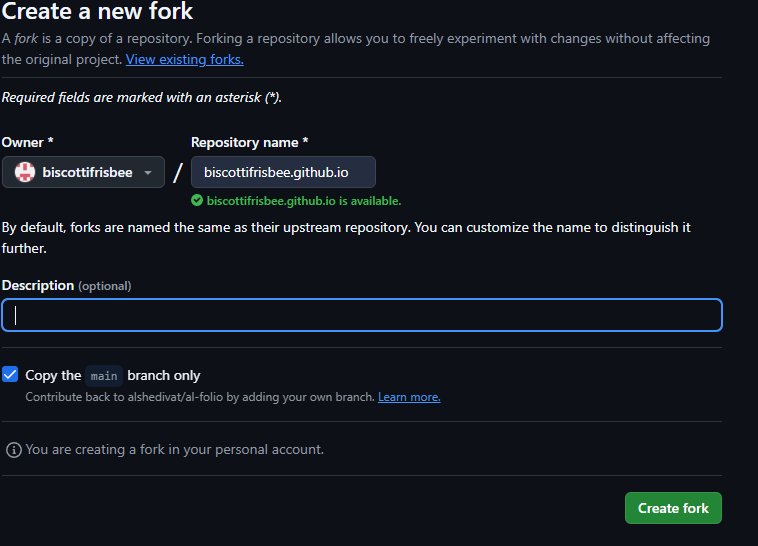 Create a new fork
A fork is a copy of a repository. Forking a repository allows you to freely experiment with changes without affecting
the original project. View existing forks.
Required fields are marked with an asterisk (*).
Owner *
Repository name *
biscottifrisbee
/
biscottifrisbee.github.io
biscottifrisbee.github.io is available.
By default, forks are named the same as their upstream repository. You can customize the name to distinguish it
further.
Description (optional)
Copy the main branch only
Contribute back to alshedivat/al-folio by adding your own branch. Learn more.
You are creating a fork in your personal account.
Create fork